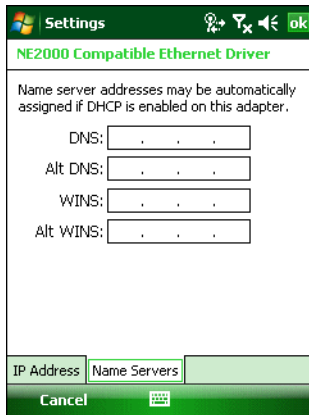 Settings
ok
NE2000 Compatible Ethernet Driver
Name server addresses may be automatically
assigned if DHCP is enabled on this adapter.
DNS: . . .
Alt DNS: . . .
WINS: . . .
Alt WINS: . . .
IP Address Name Servers
Cancel